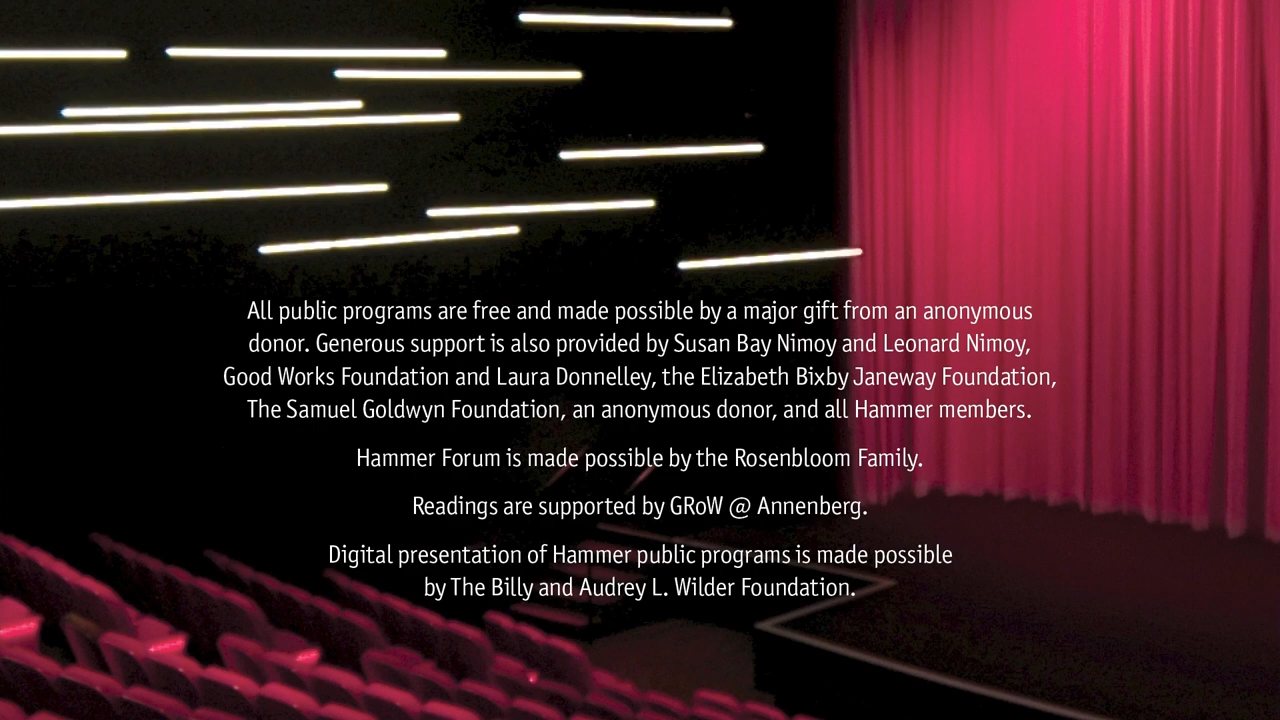 All public programs are free and made possible by a major gift from an anonymous
donor. Generous support is also provided by Susan Bay Nimoy and Leonard Nimoy,
Good Works Foundation and Laura Donnelley, the Elizabeth Bixby Janeway Foundation,
The Samuel Goldwyn Foundation, an anonymous donor, and all Hammer members.
Hammer Forum is made possible by the Rosenbloom Family.
Readings are supported by GRoW @ Annenberg.
Digital presentation of Hammer public programs is made possible
by The Billy and Audrey L. Wilder Foundation.